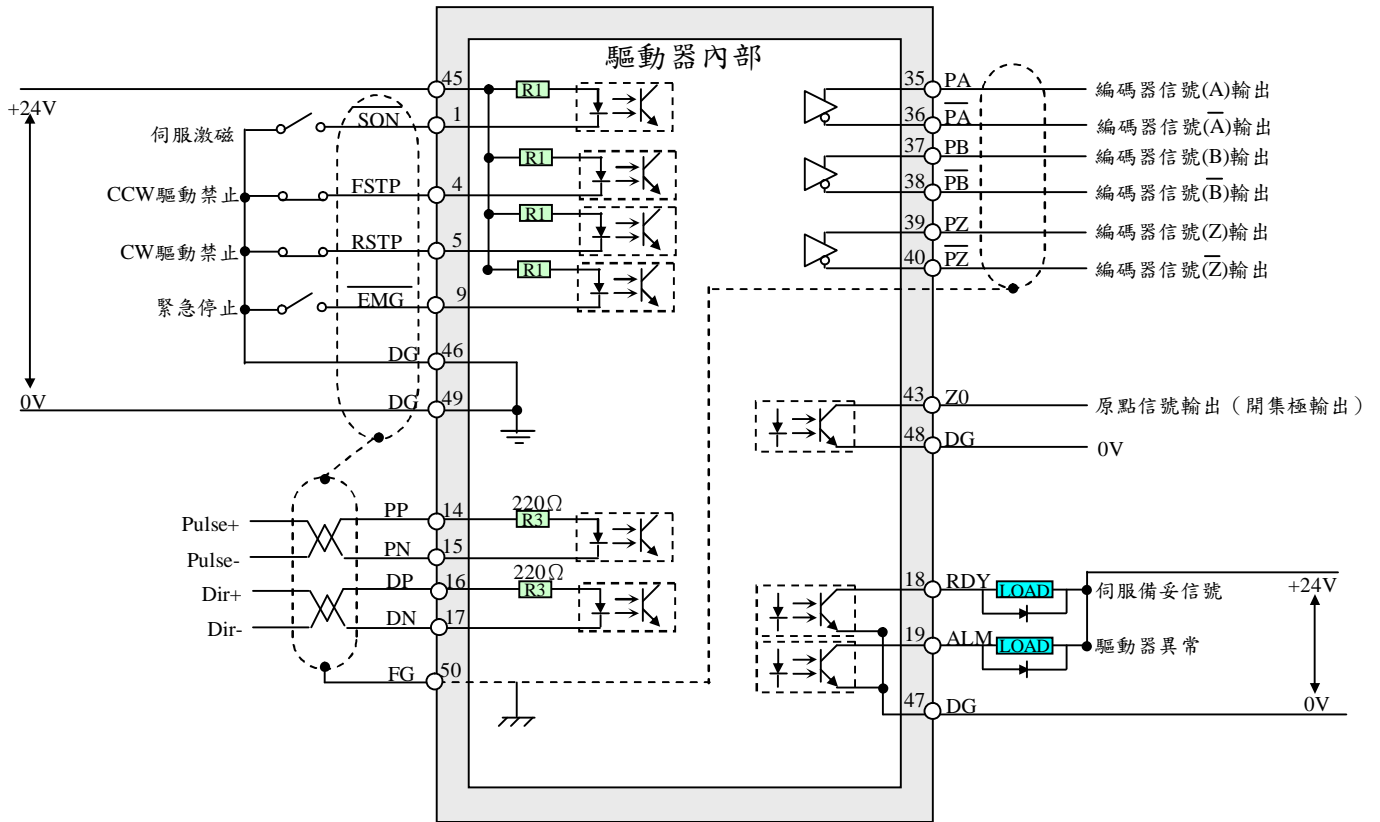 驅動器內部
45
+24V
R1
1
SON
伺服激磁
R1
4
FSTP
CCW驅動禁止
R1
5
RSTP
CW驅動禁止
R1
9
EMG
緊急停止
DG
46
0V
DG
49
Pulse+
PP
14
220Ω
R3
Pulse-
PN
15
Dir+
DP
16
220Ω
R3
Dir-
DN
17
FG
50
35
PA
編碼器信號(A)輸出
36
P̅A̅
編碼器信號(A̅)輸出
37
PB
編碼器信號(B)輸出
38
P̅B̅
編碼器信號(B̅)輸出
39
PZ
編碼器信號(Z)輸出
40
P̅Z̅
編碼器信號(Z̅)輸出
43
Z0
原點信號輸出（開集極輸出）
48
DG
0V
18
RDY
LOAD
伺服備妥信號
+24V
19
ALM
LOAD
驅動器異常
47
DG
0V